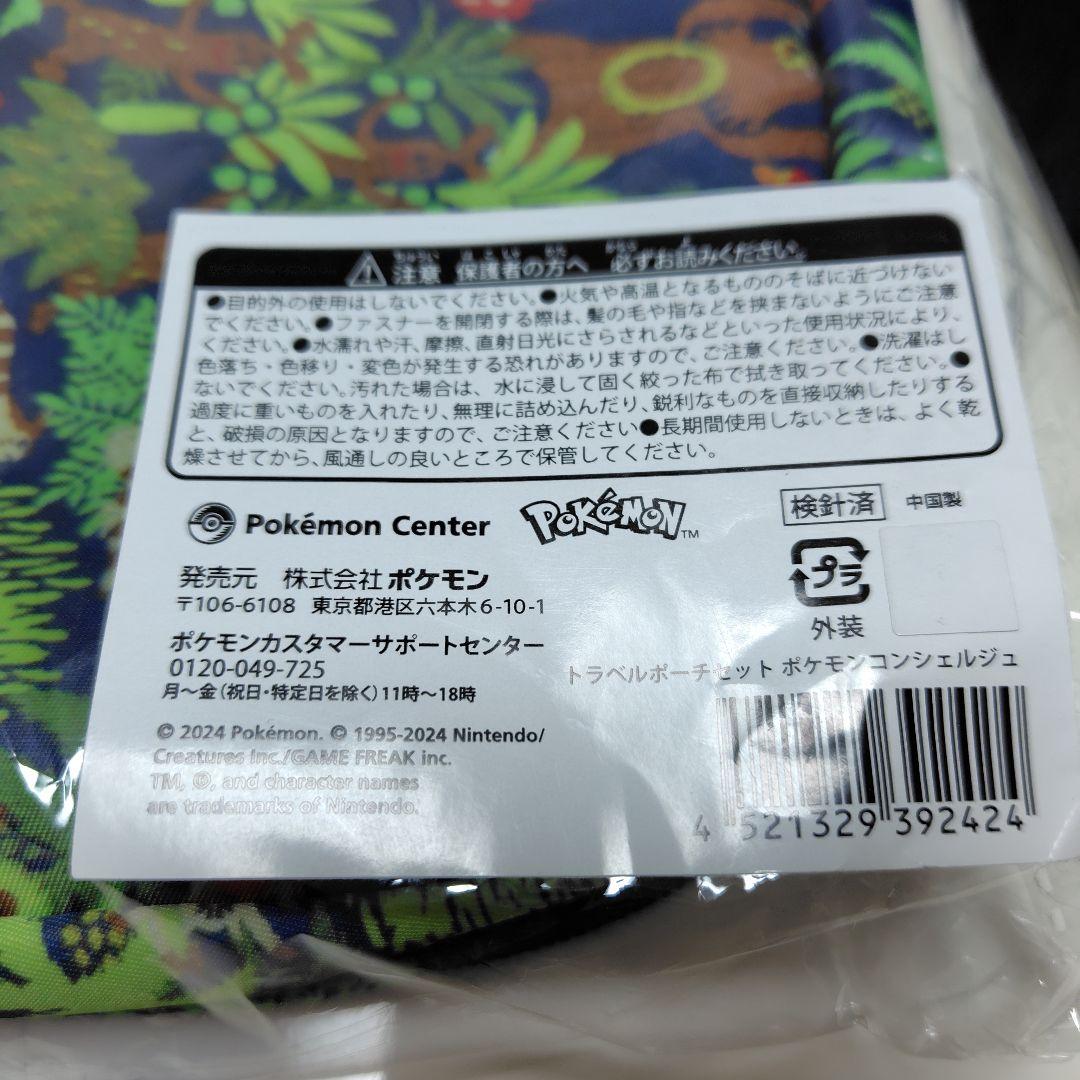 注意 保護者の方へ 必ずお読みください。
●目的外の使用はしないでください。●火気や高温となるもののそばに近づけない
でください。●ファスナーを開閉する際は、髪の毛や指などを挟まないようにご注意
ください。●水濡れや汗、摩擦、直射日光にさらされるなどといった使用状況により、
色落ち・色移り・変色が発生する恐れがありますので、ご注意ください。●洗濯はし
ないでください。汚れた場合は、水に浸して固く絞った布で拭き取ってください。●
過度に重いものを入れたり、無理に詰め込んだり、鋭利なものを直接収納したりする
と、破損の原因となりますので、ご注意ください●長期間使用しないときは、よく乾
燥させてから、風通しの良いところで保管してください。
Pokémon Center
POKéMON™
検針済
中国製
発売元 株式会社ポケモン
〒106-6108 東京都港区六本木6-10-1
プラ
外装
ポケモンカスタマーサポートセンター
0120-049-725
月〜金(祝日・特定日を除く)11時〜18時
トラベルポーチセット ポケモンコンシェルジュ
© 2024 Pokémon. © 1995-2024 Nintendo/
Creatures Inc./GAME FREAK inc.
TM, ®, and character names
are trademarks of Nintendo.
4 521329 392424